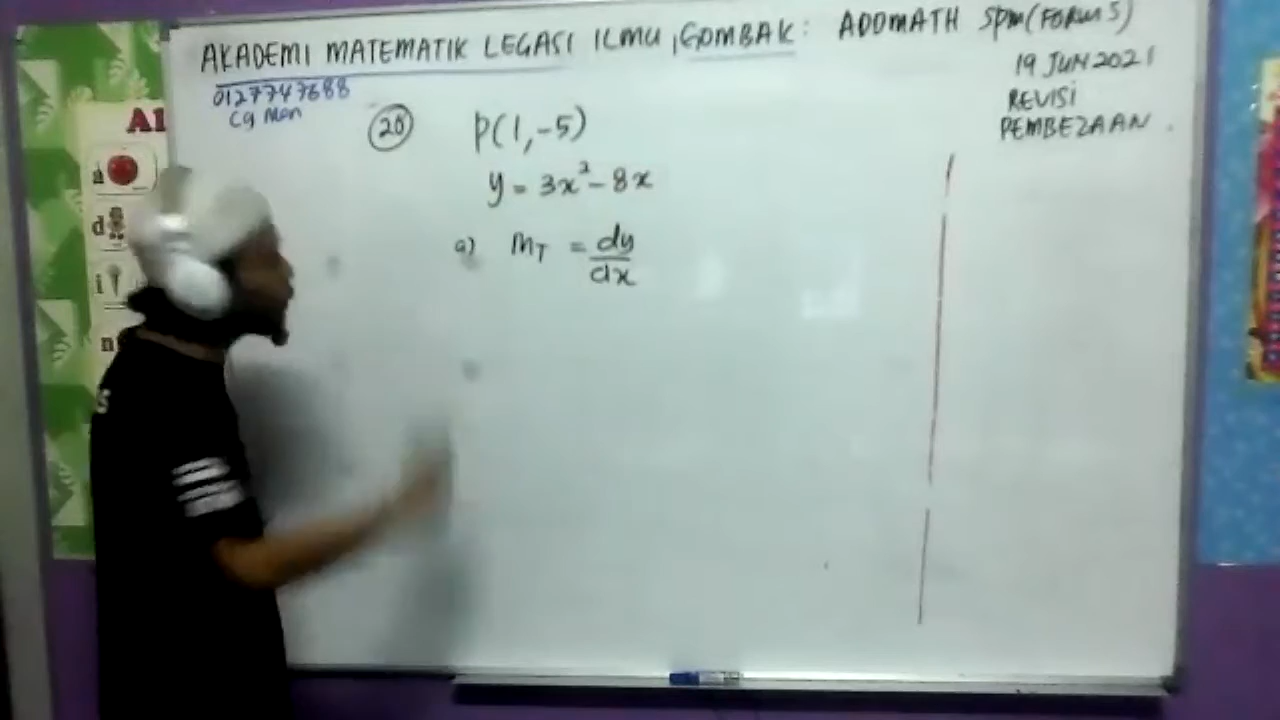 AKADEMI MATEMATIK LEGASI ILMU, GOMBAK: ADDMATH SPM (FORM 5)
0127747688
Cg Man
19 JUN 2021
REVISI
PEMBEZAAN.
20 P(1,-5)
y = 3x² - 8x
a) m_T = dy/dx
A1
a
d
i
n
S